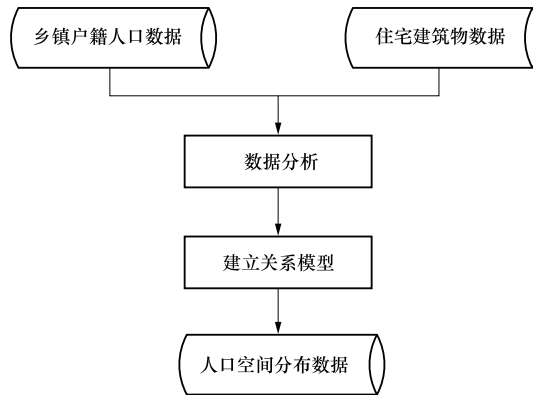 乡镇户籍人口数据
住宅建筑物数据
数据分析
建立关系模型
人口空间分布数据